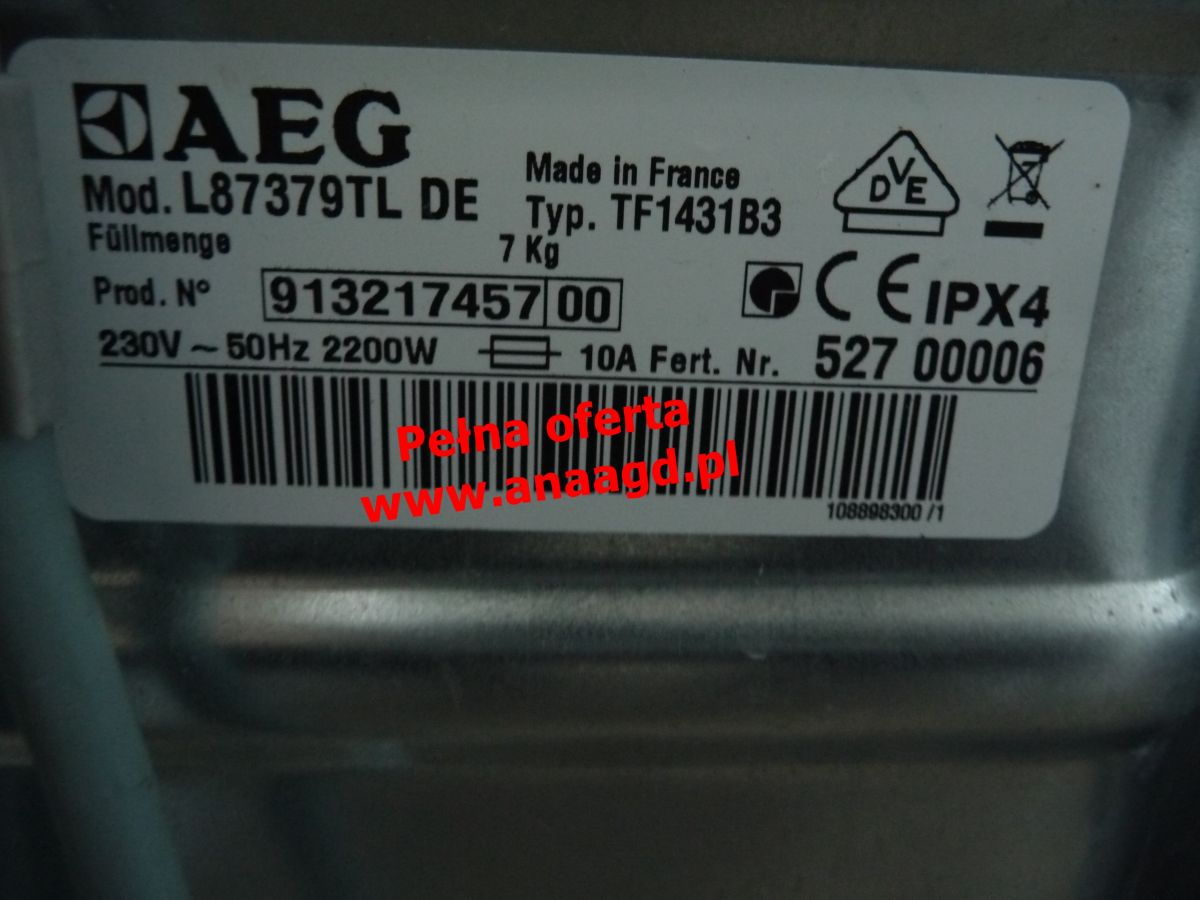 AEG
Made in France
Mod. L87379TL DE
Typ. TF1431B3
DVE
Füllmenge 7 Kg
Prod. N° 913217457 00
CE IPX4
230V ~ 50Hz 2200W 10A Fert. Nr. 527 00006
Pełna oferta
www.anaagd.pl
108898300 /1